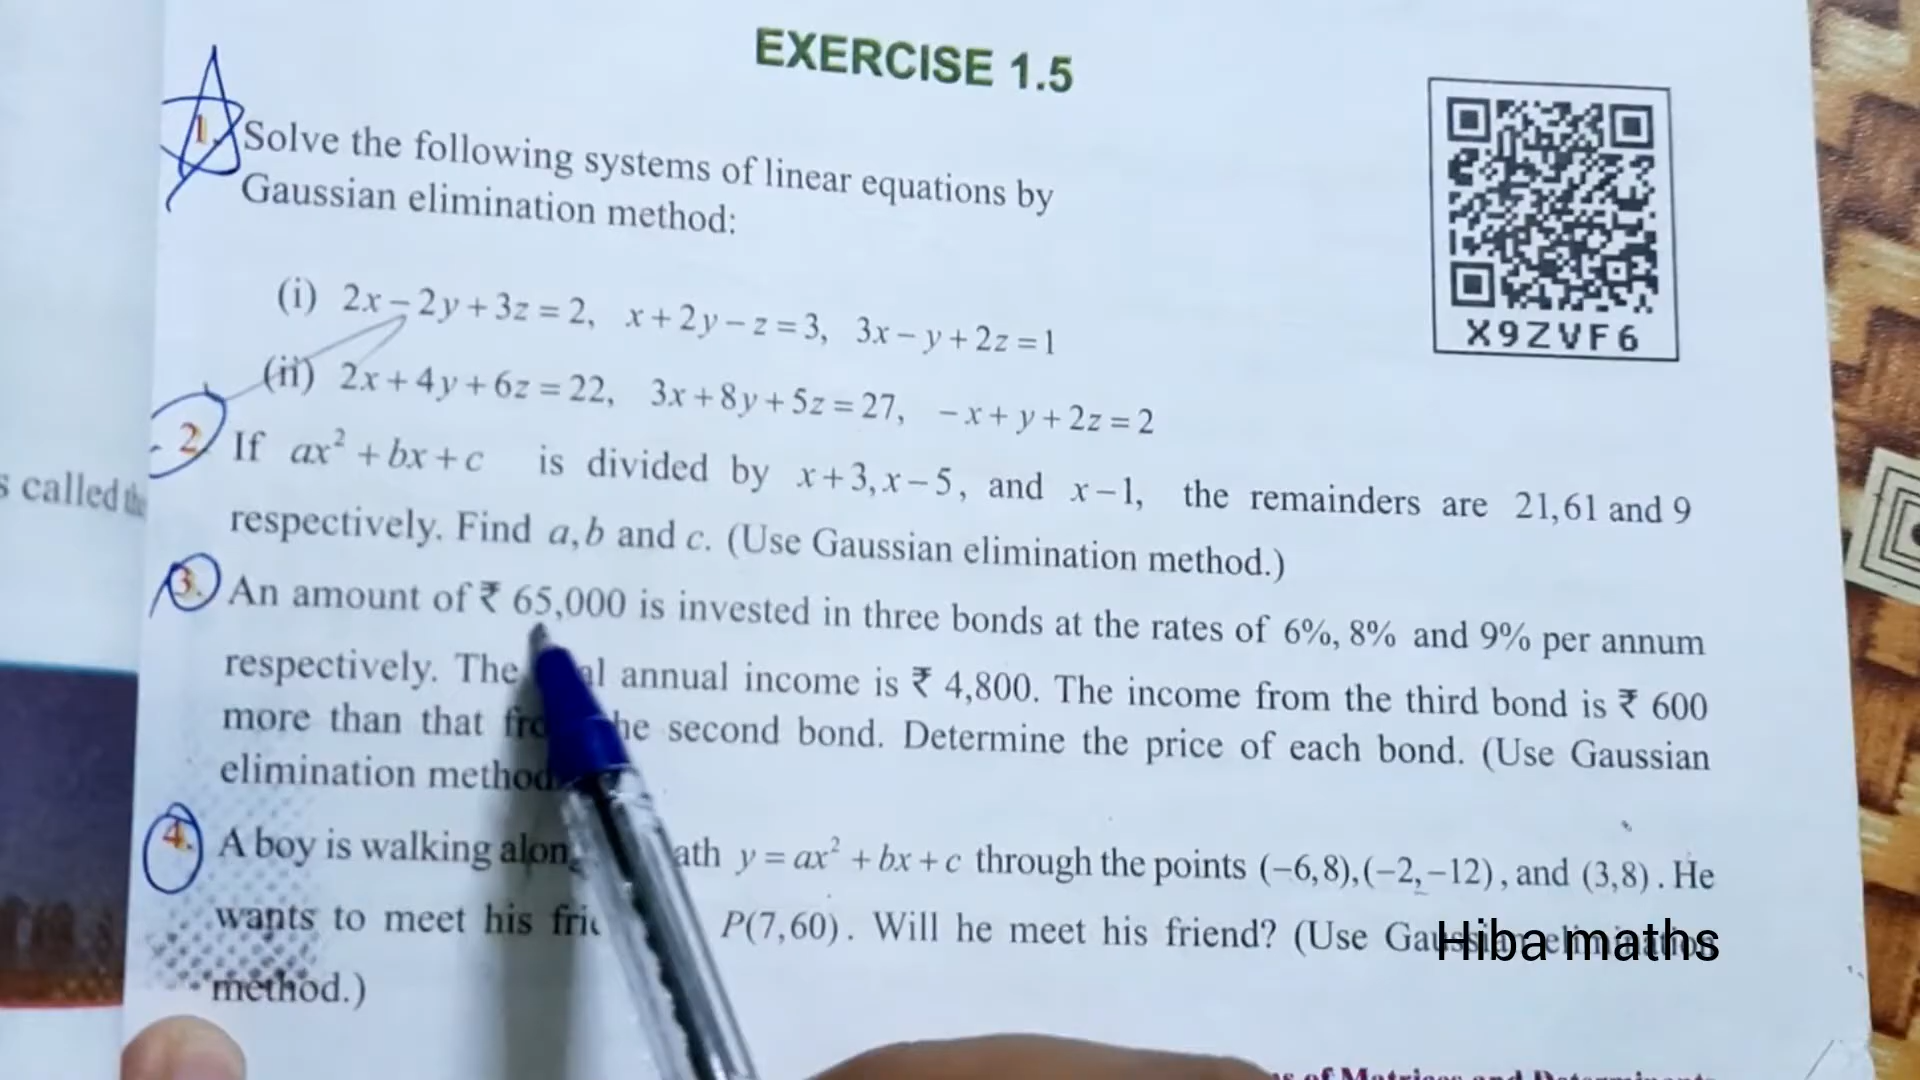 EXERCISE 1.5
1. Solve the following systems of linear equations by
Gaussian elimination method:
(i) 2x − 2y + 3z = 2, x + 2y − z = 3, 3x − y + 2z = 1
(ii) 2x + 4y + 6z = 22, 3x + 8y + 5z = 27, −x + y + 2z = 2
X9ZVF6
2. If ax² + bx + c is divided by x + 3, x − 5, and x − 1, the remainders are 21, 61 and 9
respectively. Find a, b and c. (Use Gaussian elimination method.)
s called the
3. An amount of ₹ 65,000 is invested in three bonds at the rates of 6%, 8% and 9% per annum
respectively. The annual income is ₹ 4,800. The income from the third bond is ₹ 600
more than that second bond. Determine the price of each bond. (Use Gaussian
elimination method
4. A boy is walking y = ax² + bx + c through the points (−6, 8), (−2, −12), and (3, 8). He
wants to meet his P(7, 60). Will he meet his friend? (Use Gaussian elimination
Hiba maths
method.)
of Matrices and